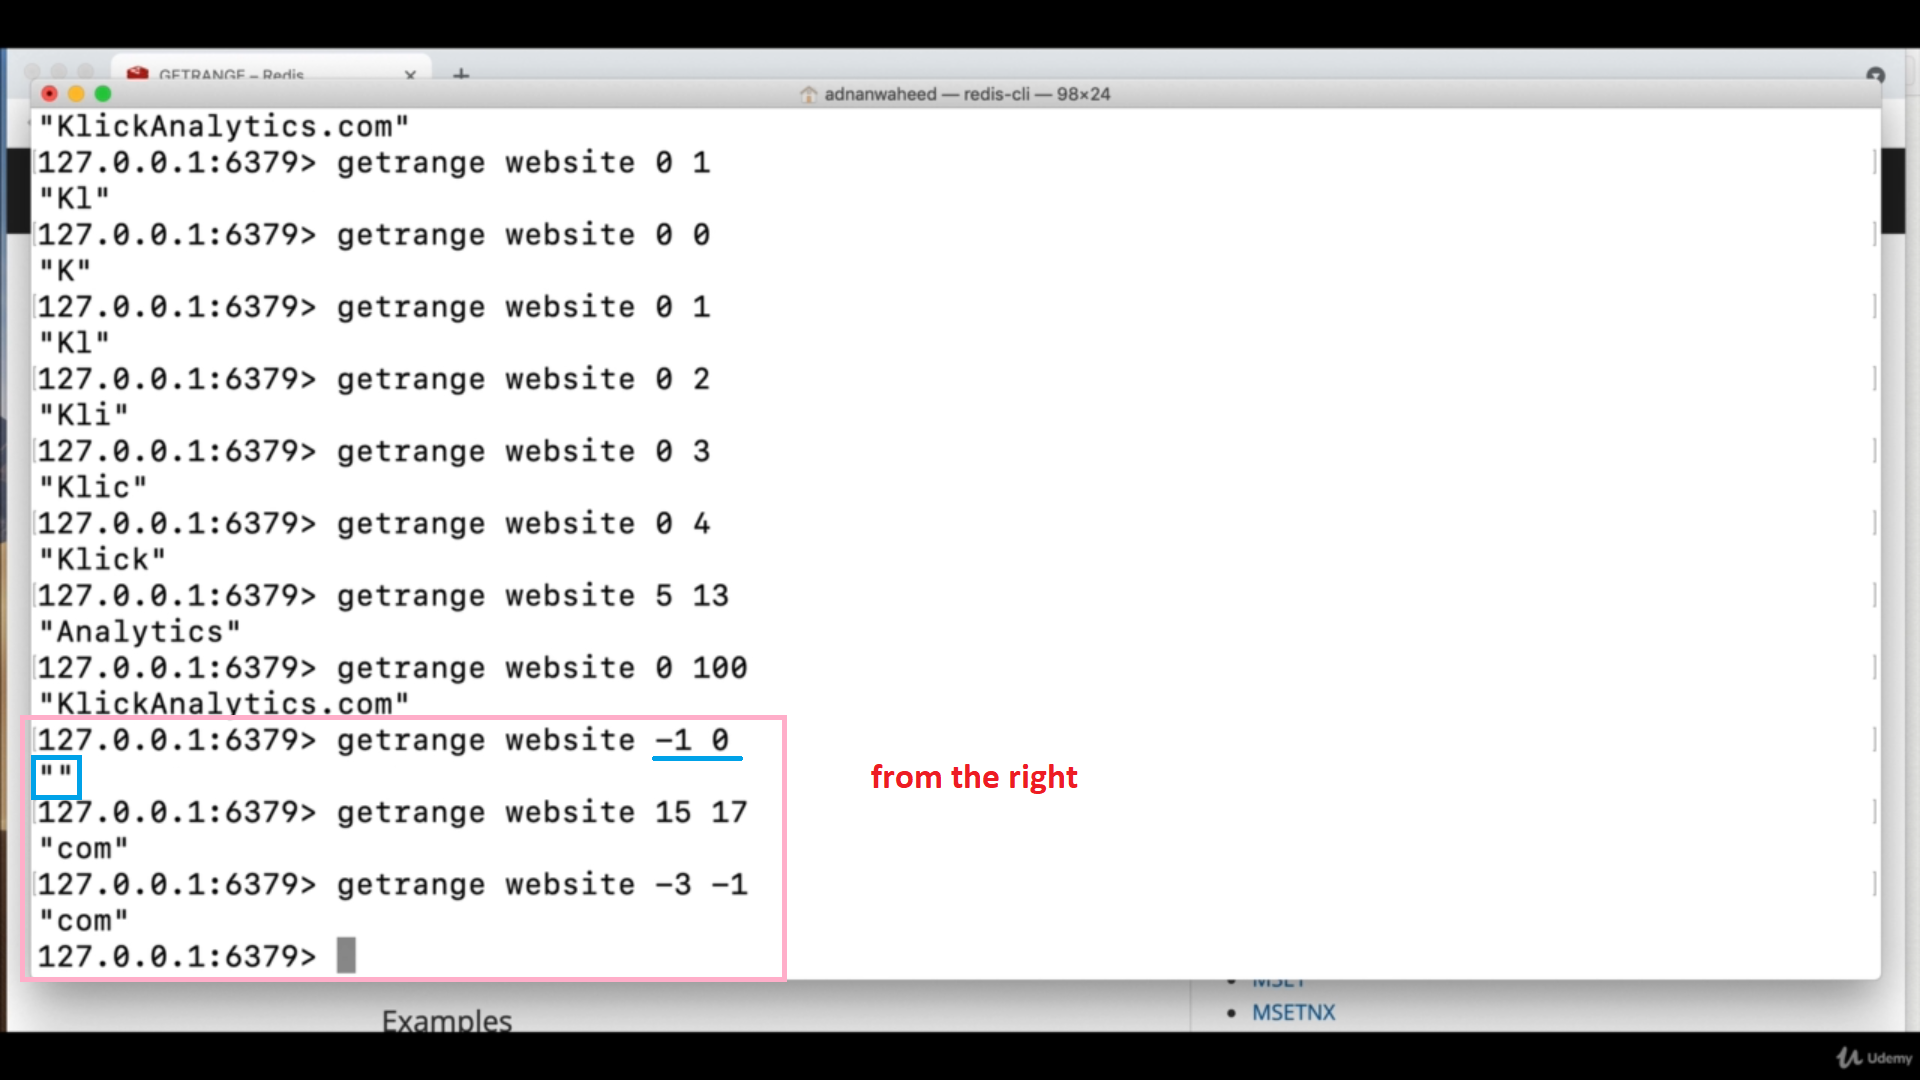 GETRANGE – Redis
adnanwaheed — redis-cli — 98×24
"KlickAnalytics.com"
127.0.0.1:6379> getrange website 0 1
"Kl"
127.0.0.1:6379> getrange website 0 0
"K"
127.0.0.1:6379> getrange website 0 1
"Kl"
127.0.0.1:6379> getrange website 0 2
"Kli"
127.0.0.1:6379> getrange website 0 3
"Klic"
127.0.0.1:6379> getrange website 0 4
"Klick"
127.0.0.1:6379> getrange website 5 13
"Analytics"
127.0.0.1:6379> getrange website 0 100
"KlickAnalytics.com"
127.0.0.1:6379> getrange website -1 0
""
from the right
127.0.0.1:6379> getrange website 15 17
"com"
127.0.0.1:6379> getrange website -3 -1
"com"
127.0.0.1:6379>
MSET
MSETNX
Examples
Udemy